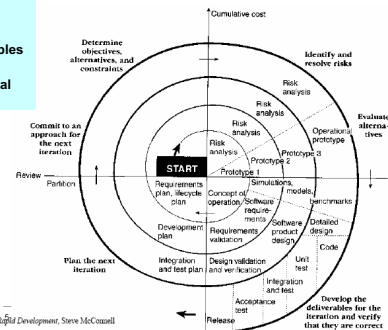 bles
al
Cumulative cost
Determine
objectives,
alternatives, and
constraints
Identify and
resolve risks
Risk
analysis
Risk
analysis
Risk
analysis
Risk
analysis
Commit to an
approach for
the next
iteration
Evaluate
alterna-
tives
Operational
prototype
Prototype 3
Prototype 2
Prototype 1
START
Review
Partition
Requirements
plan, lifecycle
plan
Concept of
operation
Simulations,
models,
benchmarks
Software
require-
ments
Development
plan
Requirements
validation
Software
product
design
Detailed
design
Code
Unit
test
Integration
and test plan
Design validation
and verification
Integration
and test
Acceptance
test
Release
Plan the next
iteration
Develop the
deliverables for the
iteration and verify
that they are correct
5
Rapid Development, Steve McConnell